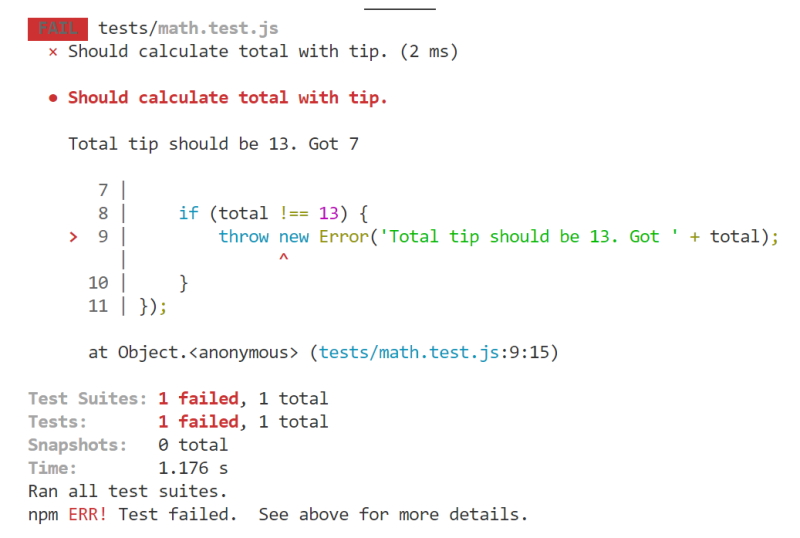 FAIL tests/math.test.js
× Should calculate total with tip. (2 ms)
● Should calculate total with tip.
Total tip should be 13. Got 7
7 |
8 | if (total !== 13) {
> 9 | throw new Error('Total tip should be 13. Got ' + total);
| ^
10 | }
11 | });
at Object.<anonymous> (tests/math.test.js:9:15)
Test Suites: 1 failed, 1 total
Tests: 1 failed, 1 total
Snapshots: 0 total
Time: 1.176 s
Ran all test suites.
npm ERR! Test failed. See above for more details.